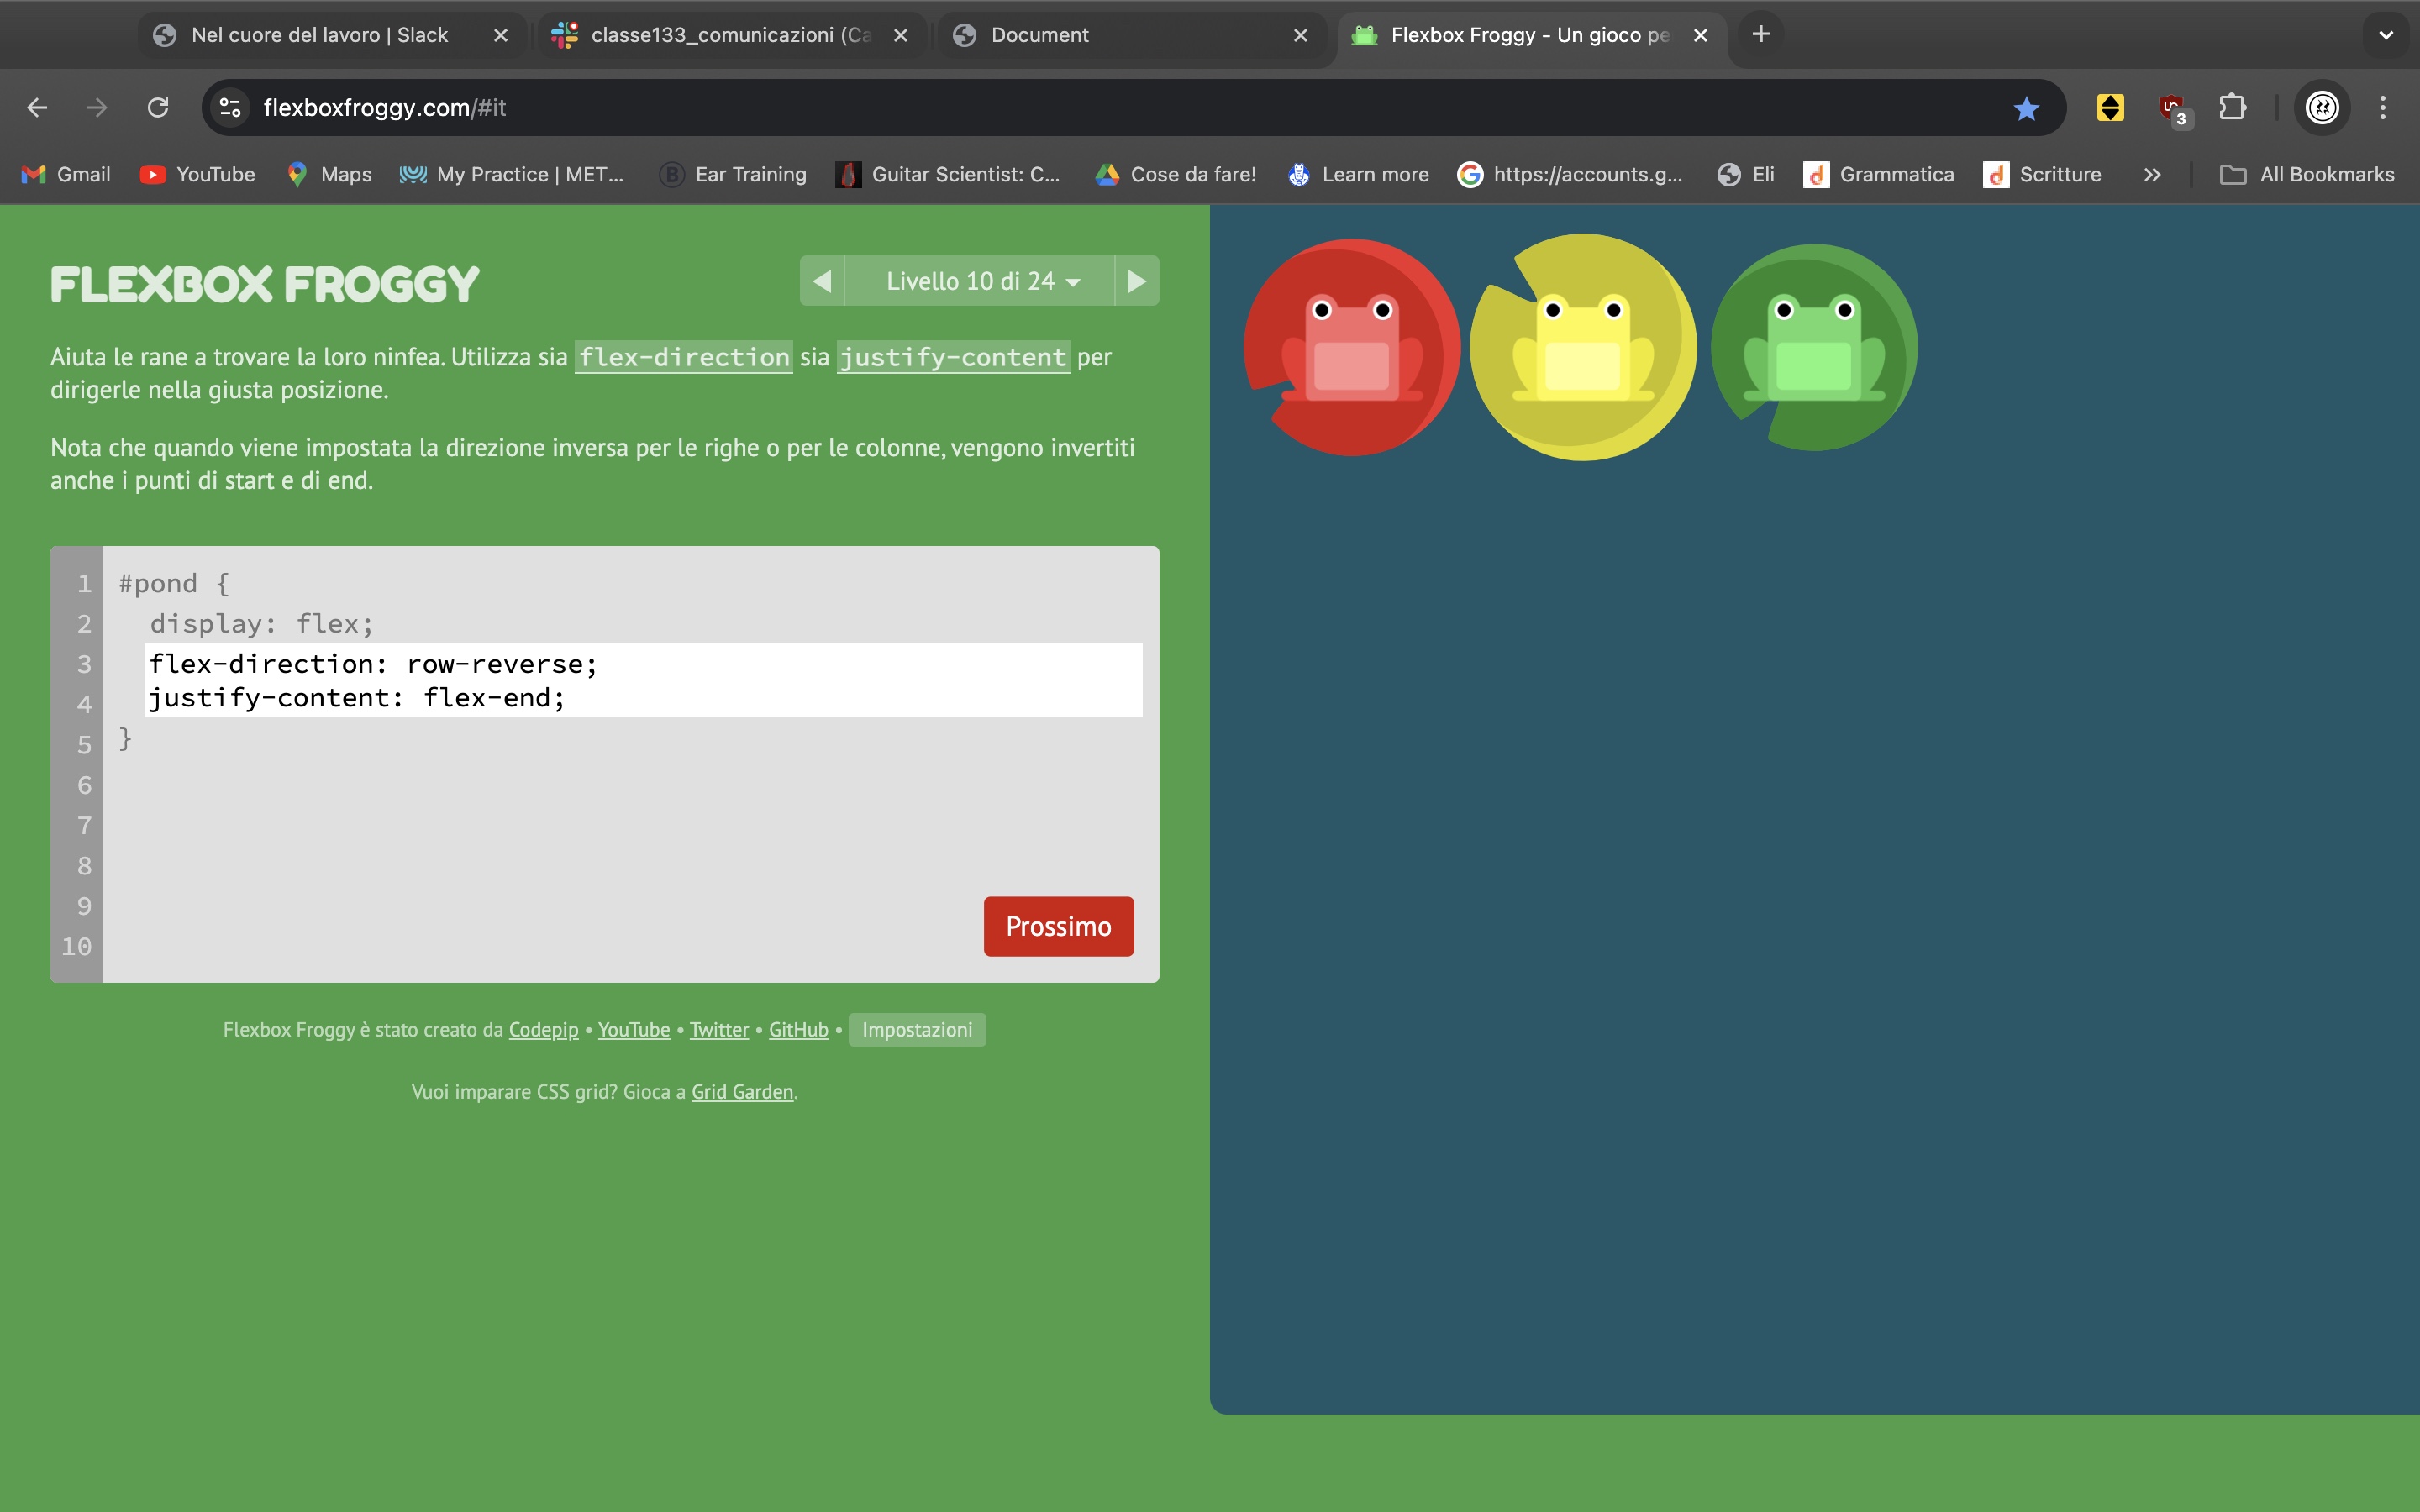 Nel cuore del lavoro | Slack
classe133_comunicazioni (Ca
Document
Flexbox Froggy - Un gioco pe
flexboxfroggy.com/#it
3
Gmail
YouTube
Maps
My Practice | MET...
Ear Training
Guitar Scientist: C...
Cose da fare!
Learn more
https://accounts.g...
Eli
Grammatica
Scritture
All Bookmarks
FLEXBOX FROGGY
Livello 10 di 24
Aiuta le rane a trovare la loro ninfea. Utilizza sia flex-direction sia justify-content per
dirigerle nella giusta posizione.
Nota che quando viene impostata la direzione inversa per le righe o per le colonne, vengono invertiti
anche i punti di start e di end.
1 #pond {
2 display: flex;
3 flex-direction: row-reverse;
4 justify-content: flex-end;
5 }
6
7
8
9
10
Prossimo
Flexbox Froggy è stato creato da Codepip • YouTube • Twitter • GitHub • Impostazioni
Vuoi imparare CSS grid? Gioca a Grid Garden.